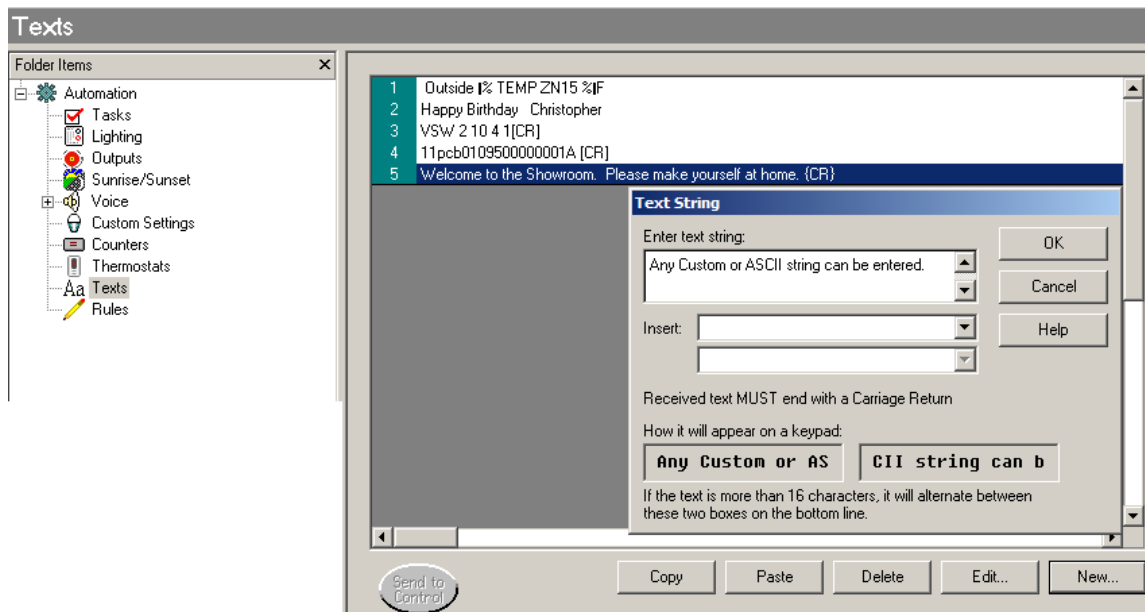 Texts
Folder Items
Automation
Tasks
Lighting
Outputs
Sunrise/Sunset
Voice
Custom Settings
Counters
Thermostats
Aa Texts
Rules
1 Outside |% TEMP ZN15 %|F
2 Happy Birthday Christopher
3 VSW 2 10 4 1[CR]
4 11pcb0109500000001A [CR]
5 Welcome to the Showroom. Please make yourself at home. {CR}
Text String
Enter text string:
Any Custom or ASCII string can be entered.
OK
Cancel
Insert:
Help
Received text MUST end with a Carriage Return
How it will appear on a keypad:
Any Custom or AS CII string can b
If the text is more than 16 characters, it will alternate between
these two boxes on the bottom line.
Send to
Control
Copy Paste Delete Edit... New...